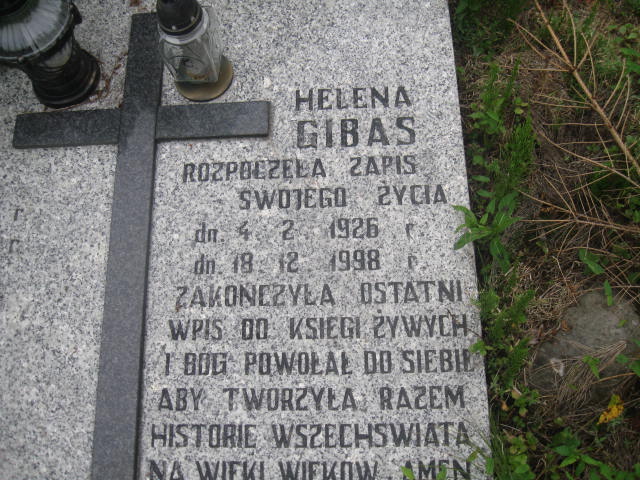 HELENA
GIBAS
ROZPOCZĘŁA ZAPIS
SWOJEGO ŻYCIA
dn. 4. 2. 1926 r.
dn. 18 12. 1998 r.
ZAKOŃCZYŁA OSTATNI
WPIS DO KSIĘGI ŻYWYCH
I BÓG POWOŁAŁ DO SIEBIE
ABY TWORZYŁA RAZEM
HISTORIĘ WSZECHŚWIATA
NA WIEKI WIEKÓW. AMEN